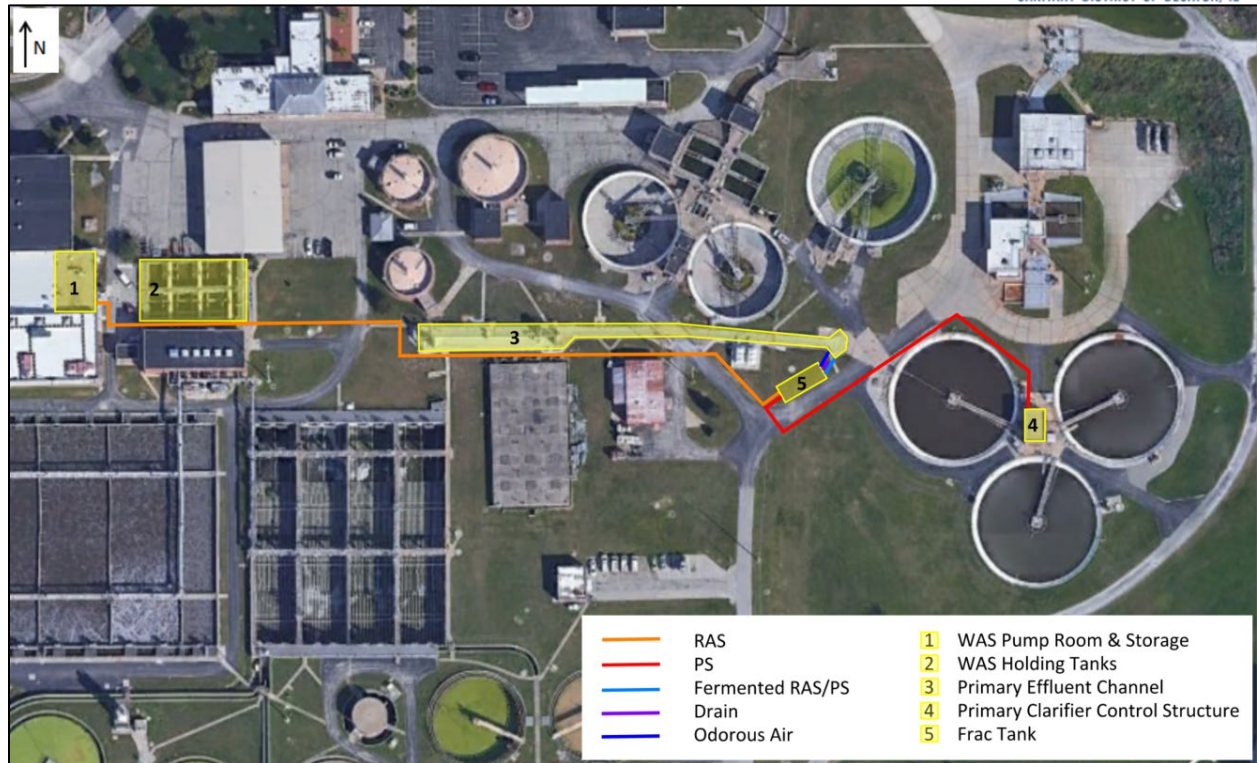 N
1
2
3
4
5
RAS
PS
Fermented RAS/PS
Drain
Odorous Air
1 WAS Pump Room & Storage
2 WAS Holding Tanks
3 Primary Effluent Channel
4 Primary Clarifier Control Structure
5 Frac Tank